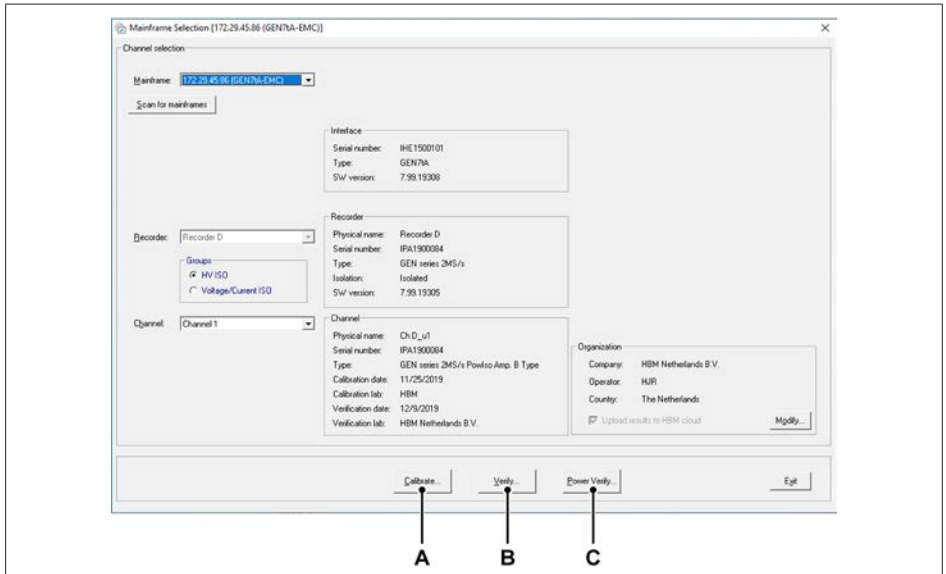 Mainframe Selection [172.29.45.86 (GEN7tA-EMC)]
Channel selection
Mainframe: 172.29.45.86 (GEN7tA-EMC)
Scan for mainframes
Interface
Serial number: IHE1500101
Type: GEN7tA
SW version: 7.99.19308
Recorder: Recorder D
Groups
HV ISO
Voltage/Current ISO
Recorder
Physical name: Recorder D
Serial number: IPA1900084
Type: GEN series 2MS/s
Isolation: Isolated
SW version: 7.99.19305
Channel: Channel 1
Channel
Physical name: Ch D_u1
Serial number: IPA1900084
Type: GEN series 2MS/s PowIso Amp. B Type
Calibration date: 11/25/2019
Calibration lab: HBM
Verification date: 12/9/2019
Verification lab: HBM Netherlands B.V.
Organization
Company: HBM Netherlands B.V.
Operator: HJR
Country: The Netherlands
Upload results to HBM cloud
Modify...
Calibrate...
Verify...
Power Verify...
Exit
A
B
C